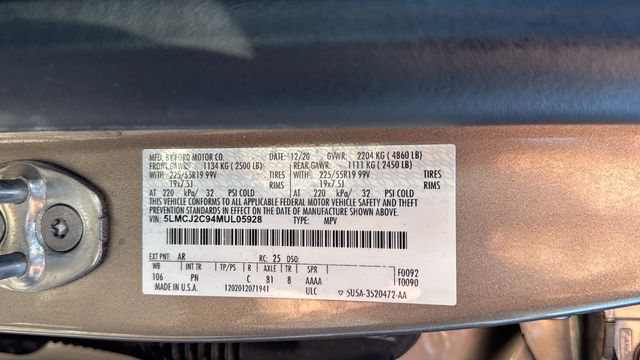 MFD. BY FORD MOTOR CO. DATE: 12/20 GVWR: 2204 KG ( 4860 LB)
FRONT GAWR: 1134 KG ( 2500 LB) REAR GAWR: 1111 KG ( 2450 LB)
WITH 225/55R19 99V TIRES WITH 225/55R19 99V TIRES
19x7.5J RIMS 19x7.5J RIMS
AT 220 kPa/ 32 PSI COLD AT 220 kPa/ 32 PSI COLD
THIS VEHICLE CONFORMS TO ALL APPLICABLE FEDERAL MOTOR VEHICLE SAFETY AND THEFT
PREVENTION STANDARDS IN EFFECT ON THE DATE OF MANUFACTURE SHOWN ABOVE.
VIN: 5LMCJ2C94MUL05928 TYPE: MPV
EXT PNT: AR RC: 25 DSO:
WB INT TR TP/PS R AXLE TR SPR F0092
106 PN C 81 8 AAAA T0090
MADE IN U.S.A. 1202012071941 ULC ▽ 5U5A-3520472-AA